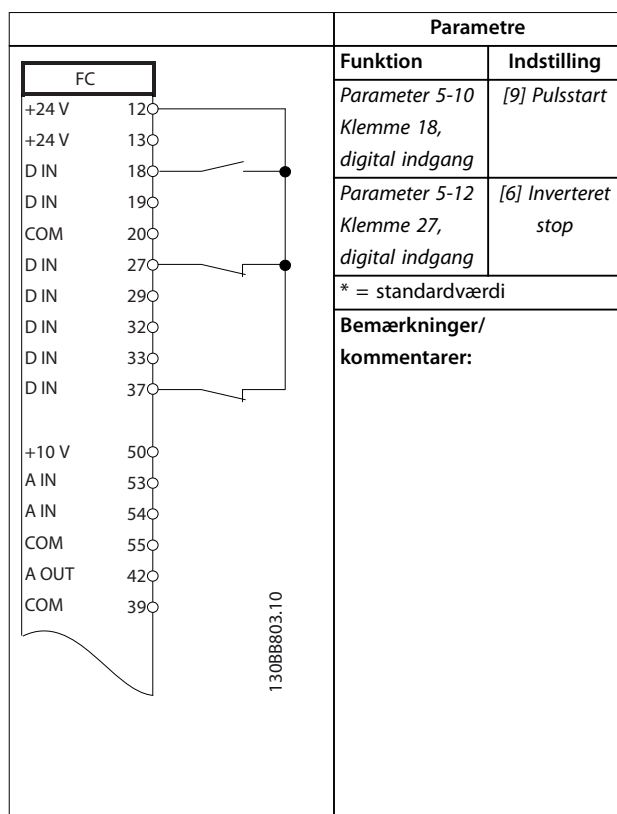 FC
+24 V 12
+24 V 13
D IN 18
D IN 19
COM 20
D IN 27
D IN 29
D IN 32
D IN 33
D IN 37
+10 V 50
A IN 53
A IN 54
COM 55
A OUT 42
COM 39
130BB803.10
Parametre
Funktion Indstilling
Parameter 5-10 [9] Pulsstart
Klemme 18,
digital indgang
Parameter 5-12 [6] Inverteret
Klemme 27, stop
digital indgang
* = standardværdi
Bemærkninger/
kommentarer: